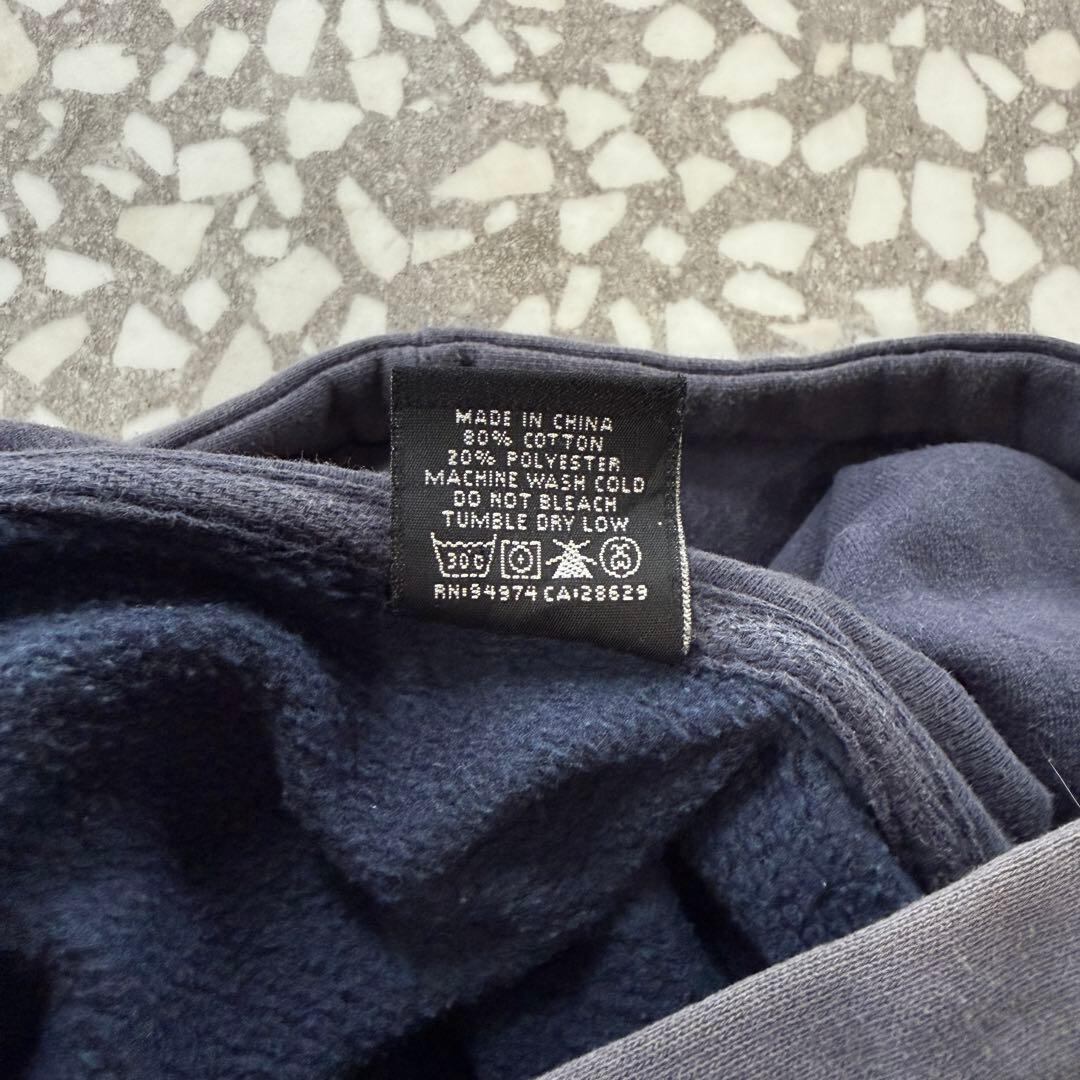 MADE IN CHINA
80% COTTON
20% POLYESTER
MACHINE WASH COLD
DO NOT BLEACH
TUMBLE DRY LOW
30C
RN:94974 CA:28629